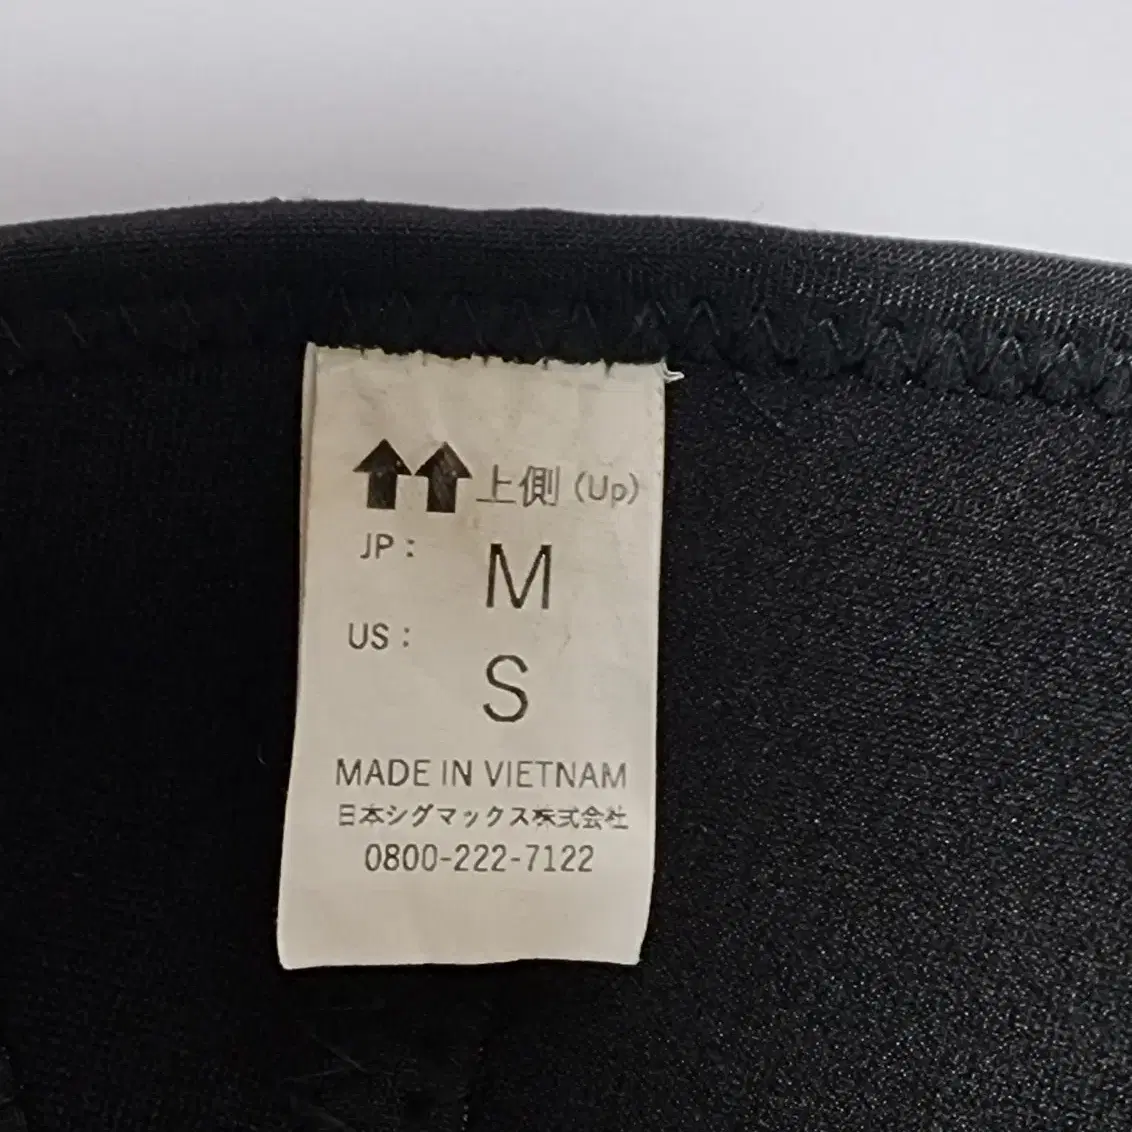 上側 (Up)
JP : M
US : S
MADE IN VIETNAM
日本シグマックス株式会社
0800-222-7122